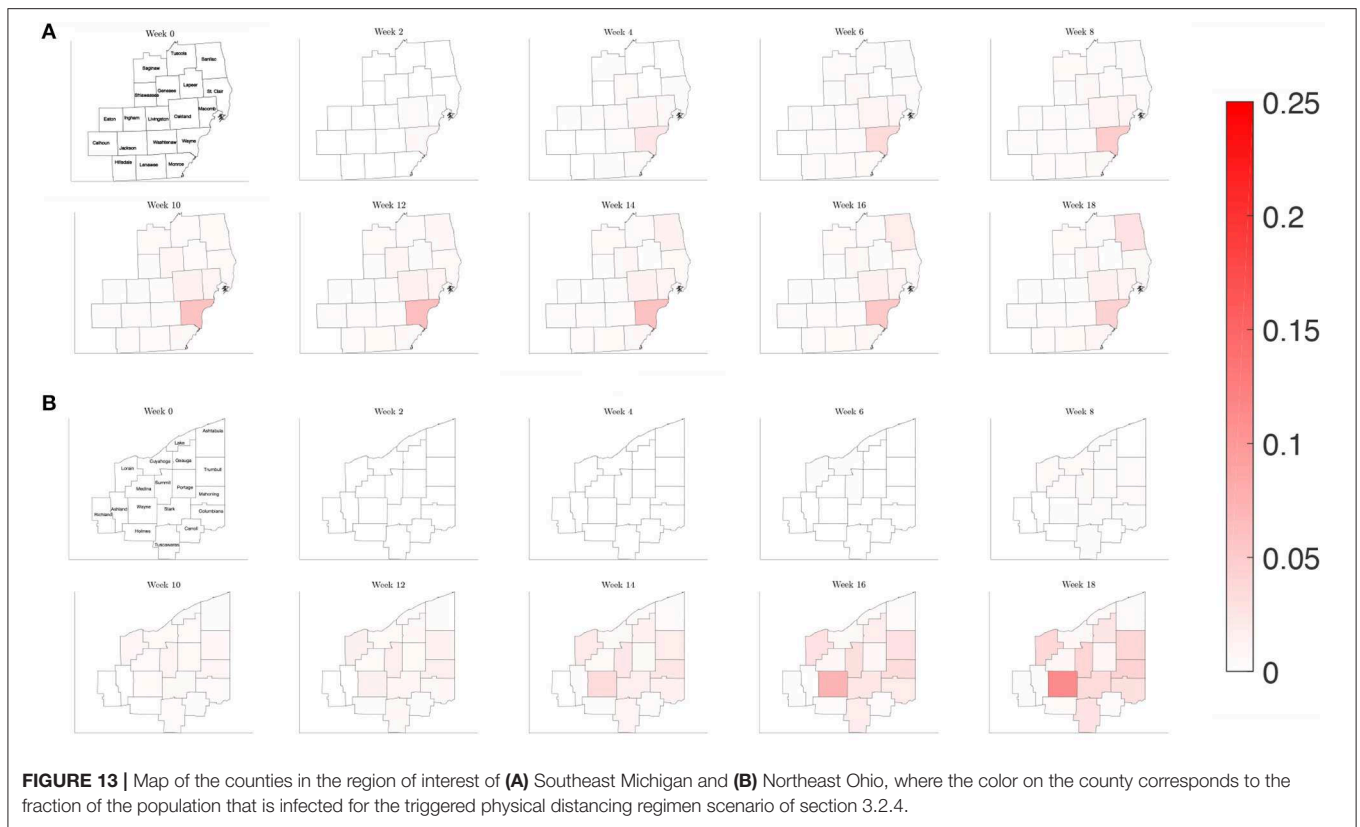 A
Week 0
Week 2
Week 4
Week 6
Week 8
Tuscola
Sanilac
Saginaw
Genesee
Lapeer
Shiawassee
St. Clair
Macomb
Eaton
Ingham
Livingston
Oakland
Calhoun
Jackson
Washtenaw
Wayne
Hillsdale
Lenawee
Monroe
Week 10
Week 12
Week 14
Week 16
Week 18
0.25
0.2
0.15
0.1
0.05
0
B
Week 0
Week 2
Week 4
Week 6
Week 8
Ashtabula
Lake
Cuyahoga
Geauga
Lorain
Trumbull
Summit
Medina
Portage
Mahoning
Ashland
Wayne
Stark
Columbiana
Richland
Holmes
Carroll
Tuscarawas
Week 10
Week 12
Week 14
Week 16
Week 18
FIGURE 13 | Map of the counties in the region of interest of (A) Southeast Michigan and (B) Northeast Ohio, where the color on the county corresponds to the
fraction of the population that is infected for the triggered physical distancing regimen scenario of section 3.2.4.